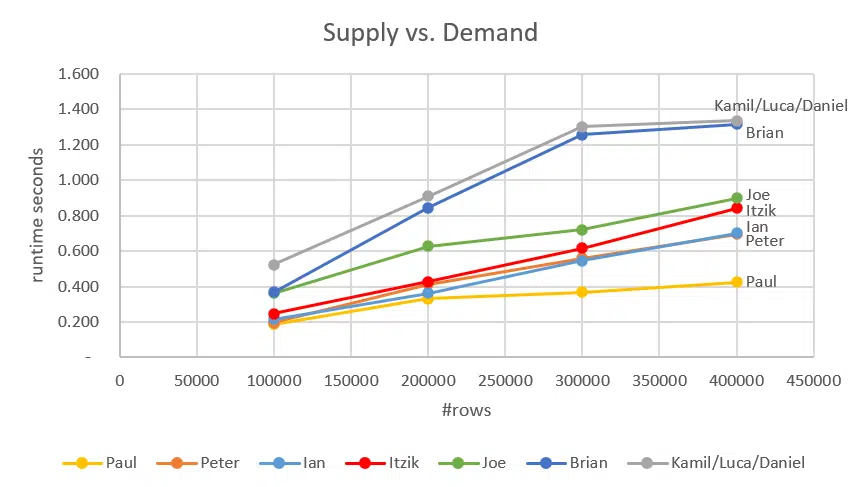 Supply vs. Demand
runtime seconds
1.600
1.400
1.200
1.000
0.800
0.600
0.400
0.200
-
0 50000 100000 150000 200000 250000 300000 350000 400000 450000
#rows
Kamil/Luca/Daniel
Brian
Joe
Itzik
Ian
Peter
Paul
Paul Peter Ian Itzik Joe Brian Kamil/Luca/Daniel